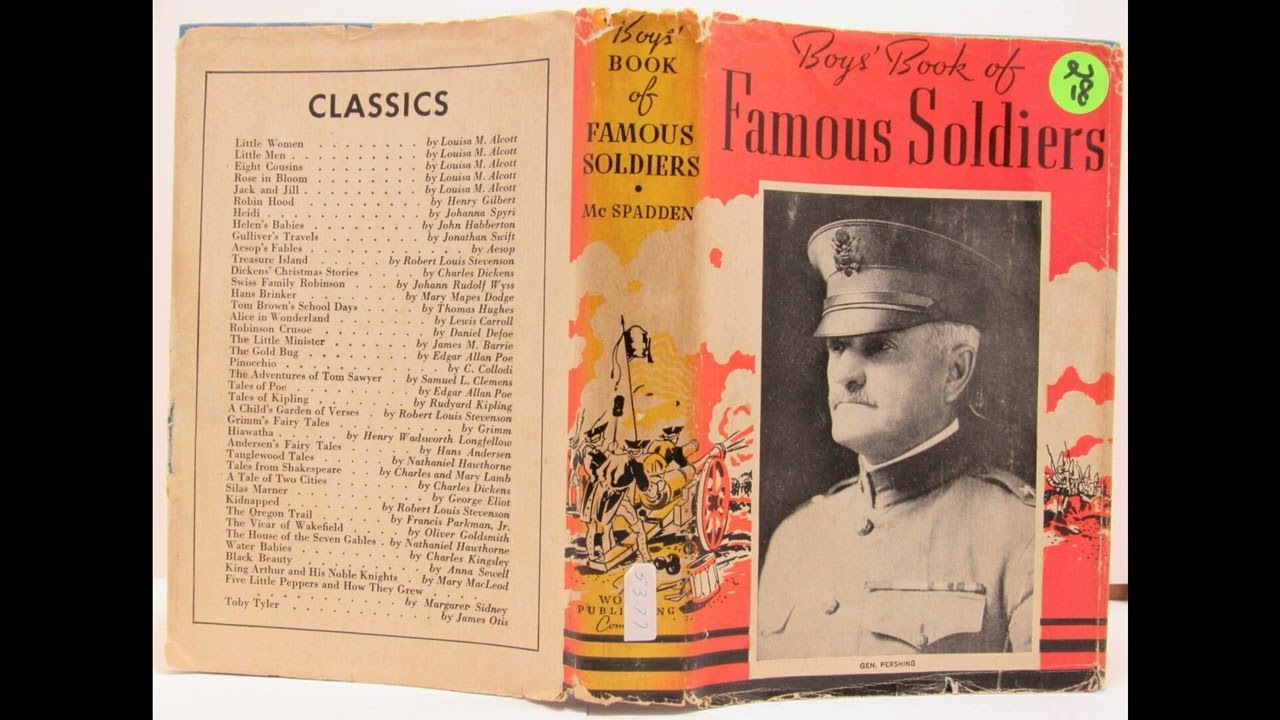 CLASSICS
Little Women . . . . . . . . . by Louisa M. Alcott
Little Men . . . . . . . . . . by Louisa M. Alcott
Eight Cousins . . . . . . . . . by Louisa M. Alcott
Rose in Bloom . . . . . . . . . by Louisa M. Alcott
Jack and Jill . . . . . . . . . by Louisa M. Alcott
Robin Hood . . . . . . . . . by Henry Gilbert
Heidi . . . . . . . . . . . by Johanna Spyri
Helen's Babies . . . . . . . . by John Habberton
Gulliver's Travels . . . . . . . by Jonathan Swift
Aesop's Fables . . . . . . . . . . by Aesop
Treasure Island . . . . . . by Robert Louis Stevenson
Dickens' Christmas Stories . . . . by Charles Dickens
Swiss Family Robinson . . . . by Johann Rudolf Wyss
Hans Brinker . . . . . . . by Mary Mapes Dodge
Tom Brown's School Days . . . . by Thomas Hughes
Alice in Wonderland . . . . . . by Lewis Carroll
Robinson Crusoe . . . . . . . by Daniel Defoe
The Little Minister . . . . . . by James M. Barrie
The Gold Bug . . . . . . . by Edgar Allan Poe
Pinocchio . . . . . . . . . . by C. Collodi
The Adventures of Tom Sawyer . . by Samuel L. Clemens
Tales of Poe . . . . . . . . by Edgar Allan Poe
Tales of Kipling . . . . . . . by Rudyard Kipling
A Child's Garden of Verses . . by Robert Louis Stevenson
Grimm's Fairy Tales . . . . . . . . by Grimm
Hiawatha . . . . . by Henry Wadsworth Longfellow
Andersen's Fairy Tales . . . . . by Hans Andersen
Tanglewood Tales . . . . . by Nathaniel Hawthorne
Tales from Shakespeare . . . by Charles and Mary Lamb
A Tale of Two Cities . . . . . by Charles Dickens
Silas Marner . . . . . . . . by George Eliot
Kidnapped . . . . . . . by Robert Louis Stevenson
The Oregon Trail . . . . . by Francis Parkman, Jr.
The Vicar of Wakefield . . . . by Oliver Goldsmith
The House of the Seven Gables . by Nathaniel Hawthorne
Water Babies . . . . . . . by Charles Kingsley
Black Beauty . . . . . . . . by Anna Sewell
King Arthur and His Noble Knights . . by Mary MacLeod
Five Little Peppers and How They Grew . . . .
. . . . . . . . . . by Margaret Sidney
Toby Tyler . . . . . . . . . by James Otis
Boys'
BOOK
of
FAMOUS
SOLDIERS
•
Mc SPADDEN
5377
Boys' Book of
Famous Soldiers
18
GEN. PERSHING